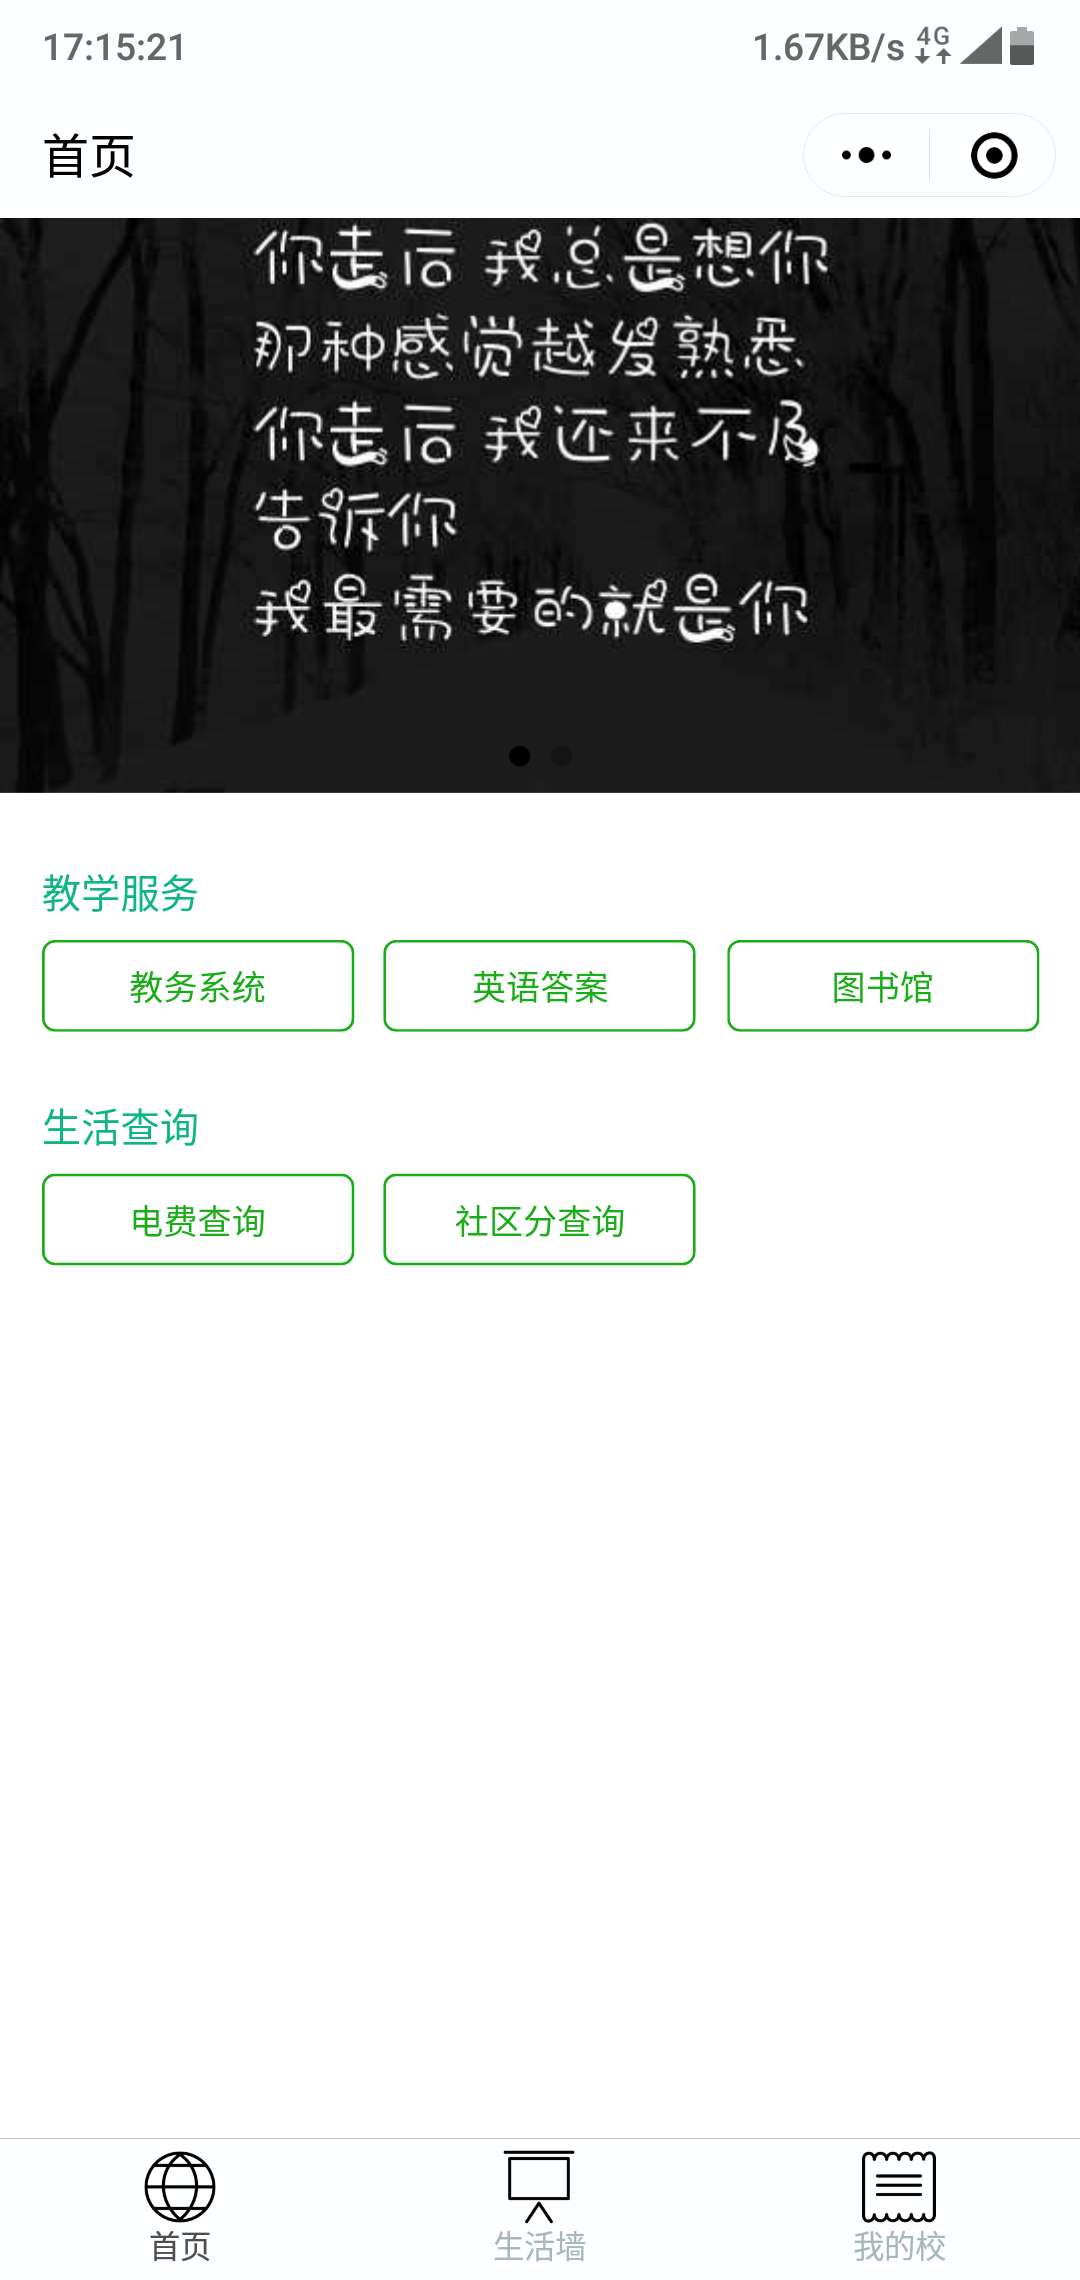 17:15:21 1.67KB/s 4G
首页
你走后 我总是想你
那种感觉越发熟悉
你走后 我还来不及
告诉你
我最需要的就是你
教学服务
教务系统 英语答案 图书馆
生活查询
电费查询 社区分查询
首页 生活墙 我的校